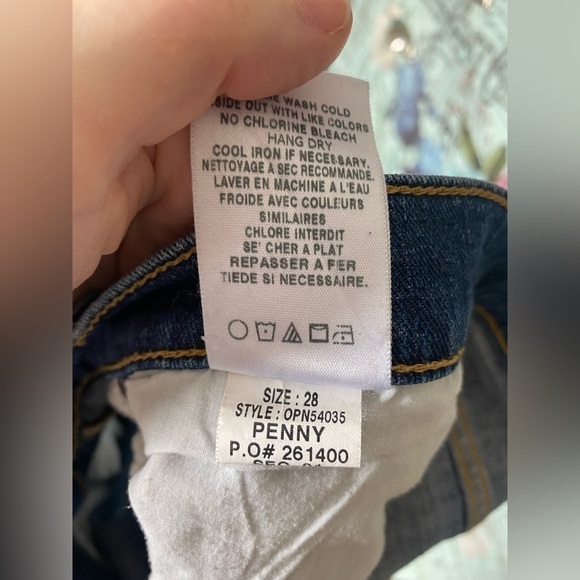 WASH COLD
SIDE OUT WITH LIKE COLORS
NO CHLORINE BLEACH
HANG DRY
COOL IRON IF NECESSARY.
NETTOYAGE A SEC RECOMMANDE.
LAVER EN MACHINE A L'EAU
FROIDE AVEC COULEURS
SIMILAIRES
CHLORE INTERDIT
SE' CHER A PLAT
REPASSER A FER
TIEDE SI NECESSAIRE.
SIZE : 28
STYLE : OPN54035
PENNY
P.O# 261400